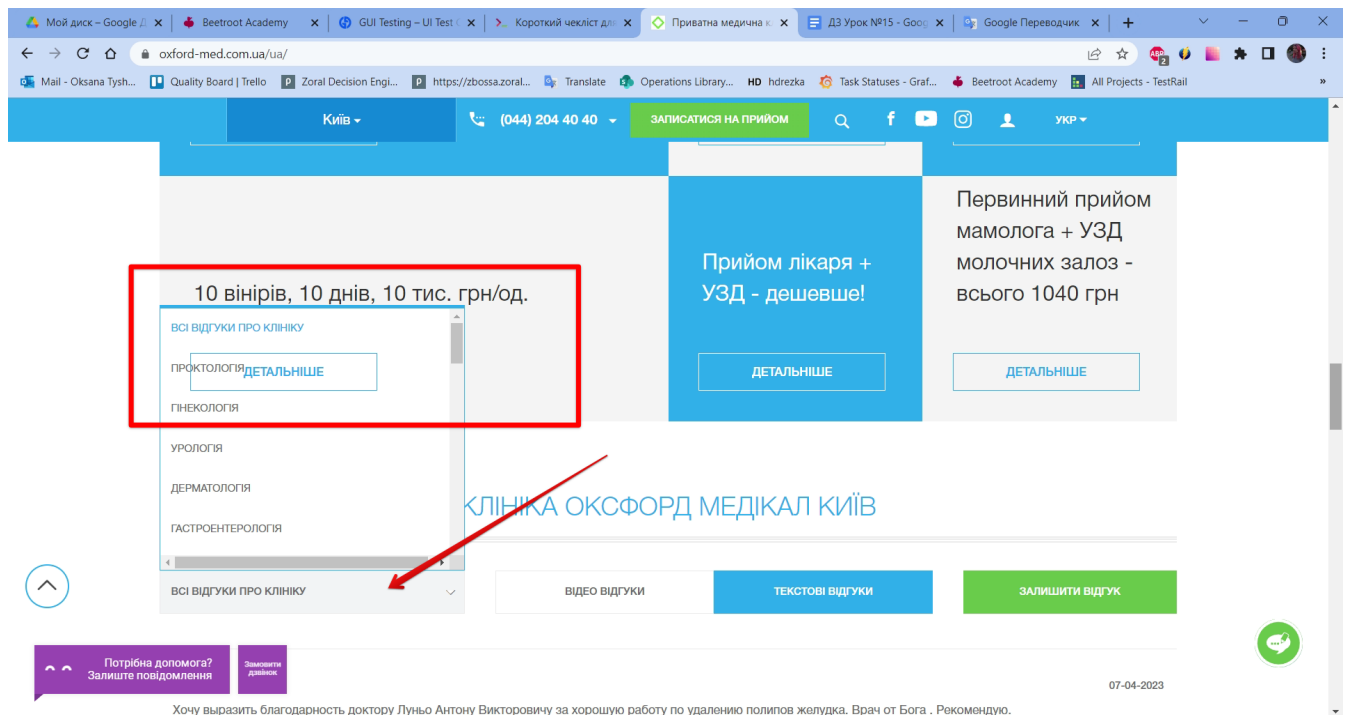 Мой диск – Google Д
Beetroot Academy
GUI Testing – UI Test
Короткий чекліст для
Приватна медична к
ДЗ Урок №15 - Goog
Google Переводчик
oxford-med.com.ua/ua/
Mail - Oksana Tysh...
Quality Board | Trello
Zoral Decision Engi...
https://zbossa.zoral...
Translate
Operations Library...
HD hdrezka
Task Statuses - Graf...
Beetroot Academy
All Projects - TestRail
Київ
(044) 204 40 40
ЗАПИСАТИСЯ НА ПРИЙОМ
УКР
10 вінірів, 10 днів, 10 тис. грн/од.
ДЕТАЛЬНІШЕ
Прийом лікаря +
УЗД - дешевше!
ДЕТАЛЬНІШЕ
Первинний прийом
мамолога + УЗД
молочних залоз -
всього 1040 грн
ДЕТАЛЬНІШЕ
ВСІ ВІДГУКИ ПРО КЛІНІКУ
ПРОКТОЛОГІЯ
ГІНЕКОЛОГІЯ
УРОЛОГІЯ
ДЕРМАТОЛОГІЯ
ГАСТРОЕНТЕРОЛОГІЯ
КЛІНІКА ОКСФОРД МЕДІКАЛ КИЇВ
ВСІ ВІДГУКИ ПРО КЛІНІКУ
ВІДЕО ВІДГУКИ
ТЕКСТОВІ ВІДГУКИ
ЗАЛИШИТИ ВІДГУК
Потрібна допомога?
Залиште повідомлення
Замовити
дзвінок
07-04-2023
Хочу выразить благодарность доктору Луньо Антону Викторовичу за хорошую работу по удалению полипов желудка. Врач от Бога . Рекомендую.